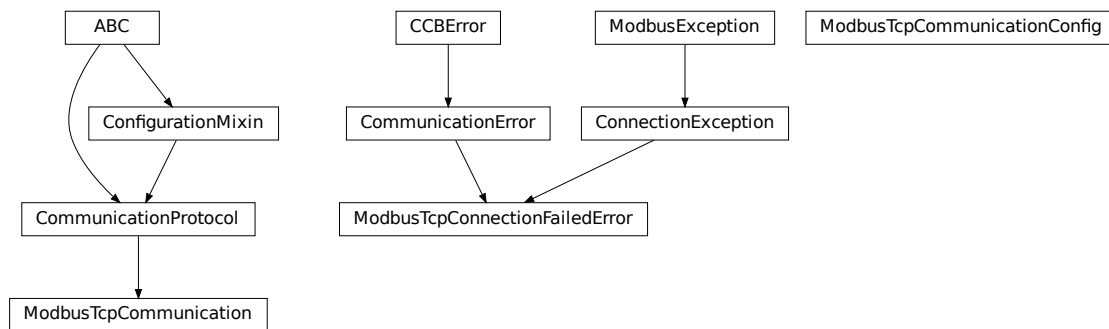 ABC
CCBError
ModbusException
ModbusTcpCommunicationConfig
ConfigurationMixin
CommunicationError
ConnectionException
CommunicationProtocol
ModbusTcpConnectionFailedError
ModbusTcpCommunication